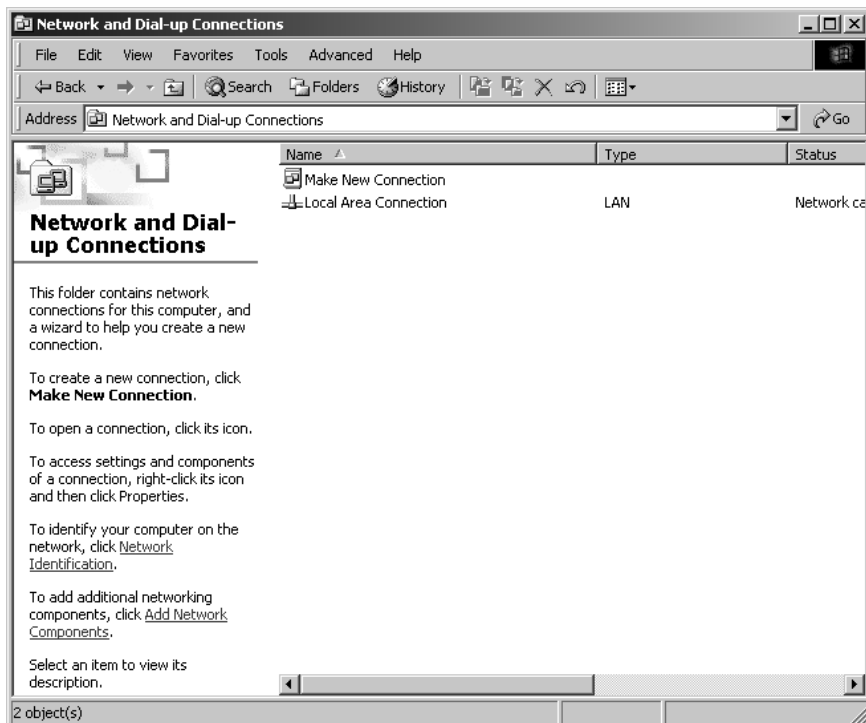 Network and Dial-up Connections
File Edit View Favorites Tools Advanced Help
Back Search Folders History
Address Network and Dial-up Connections Go
Name Type Status
Make New Connection
Local Area Connection LAN Network ca
Network and Dial-
up Connections
This folder contains network
connections for this computer, and
a wizard to help you create a new
connection.
To create a new connection, click
Make New Connection.
To open a connection, click its icon.
To access settings and components
of a connection, right-click its icon
and then click Properties.
To identify your computer on the
network, click Network
Identification.
To add additional networking
components, click Add Network
Components.
Select an item to view its
description.
2 object(s)